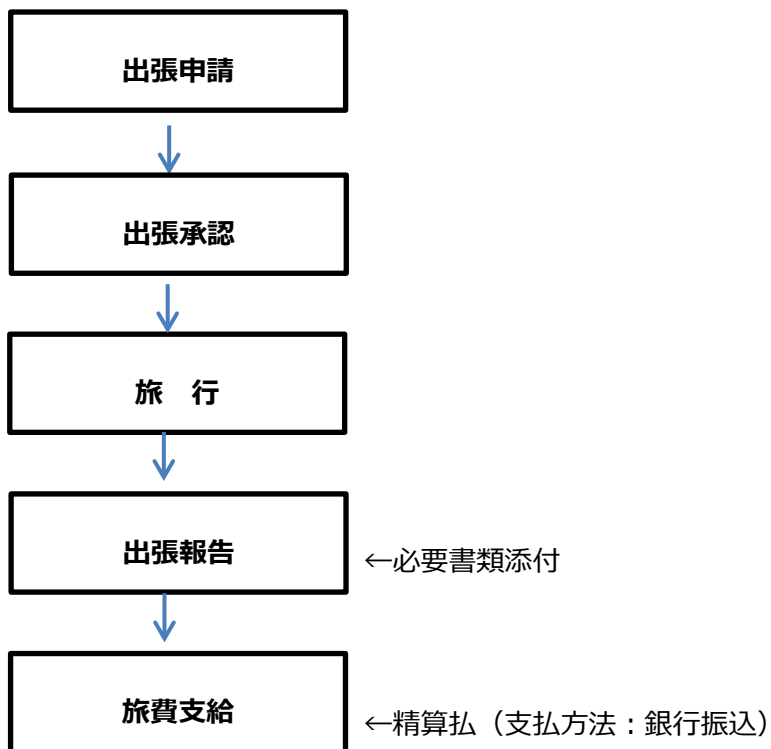 出張申請
出張承認
旅　行
出張報告
←必要書類添付
旅費支給
←精算払（支払方法：銀行振込）